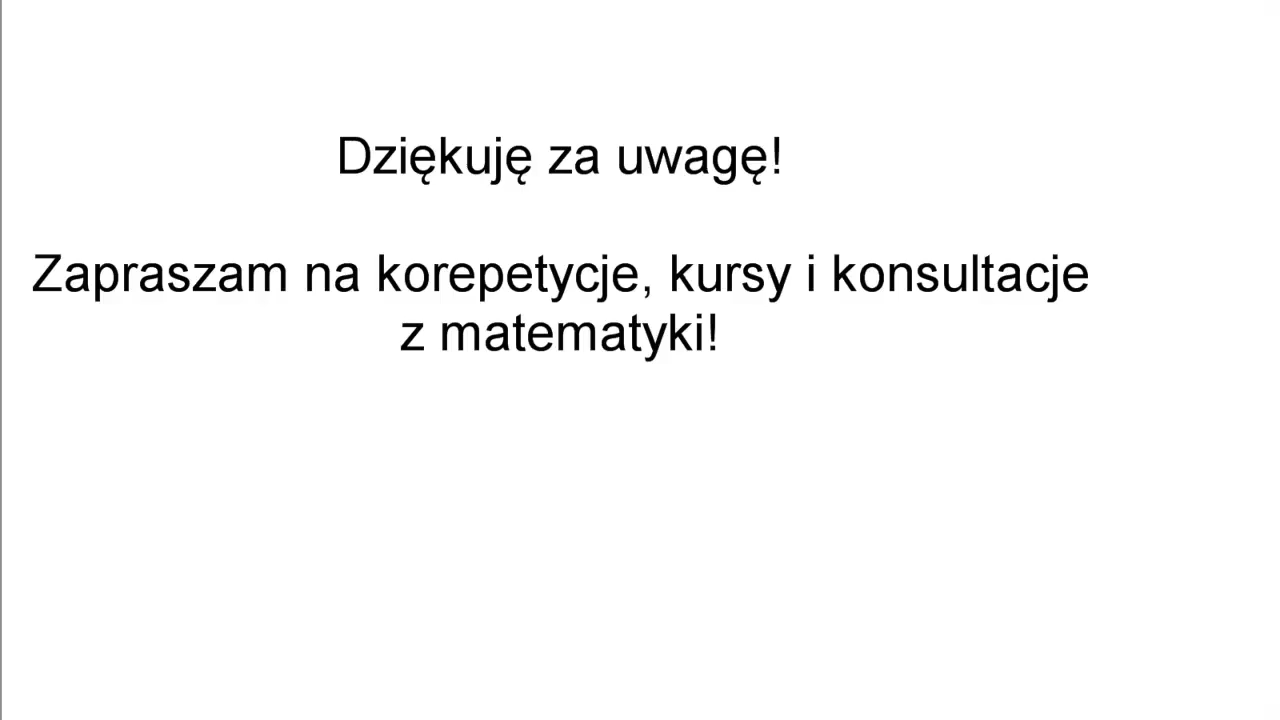 Dziękuję za uwagę!
Zapraszam na korepetycje, kursy i konsultacje
z matematyki!